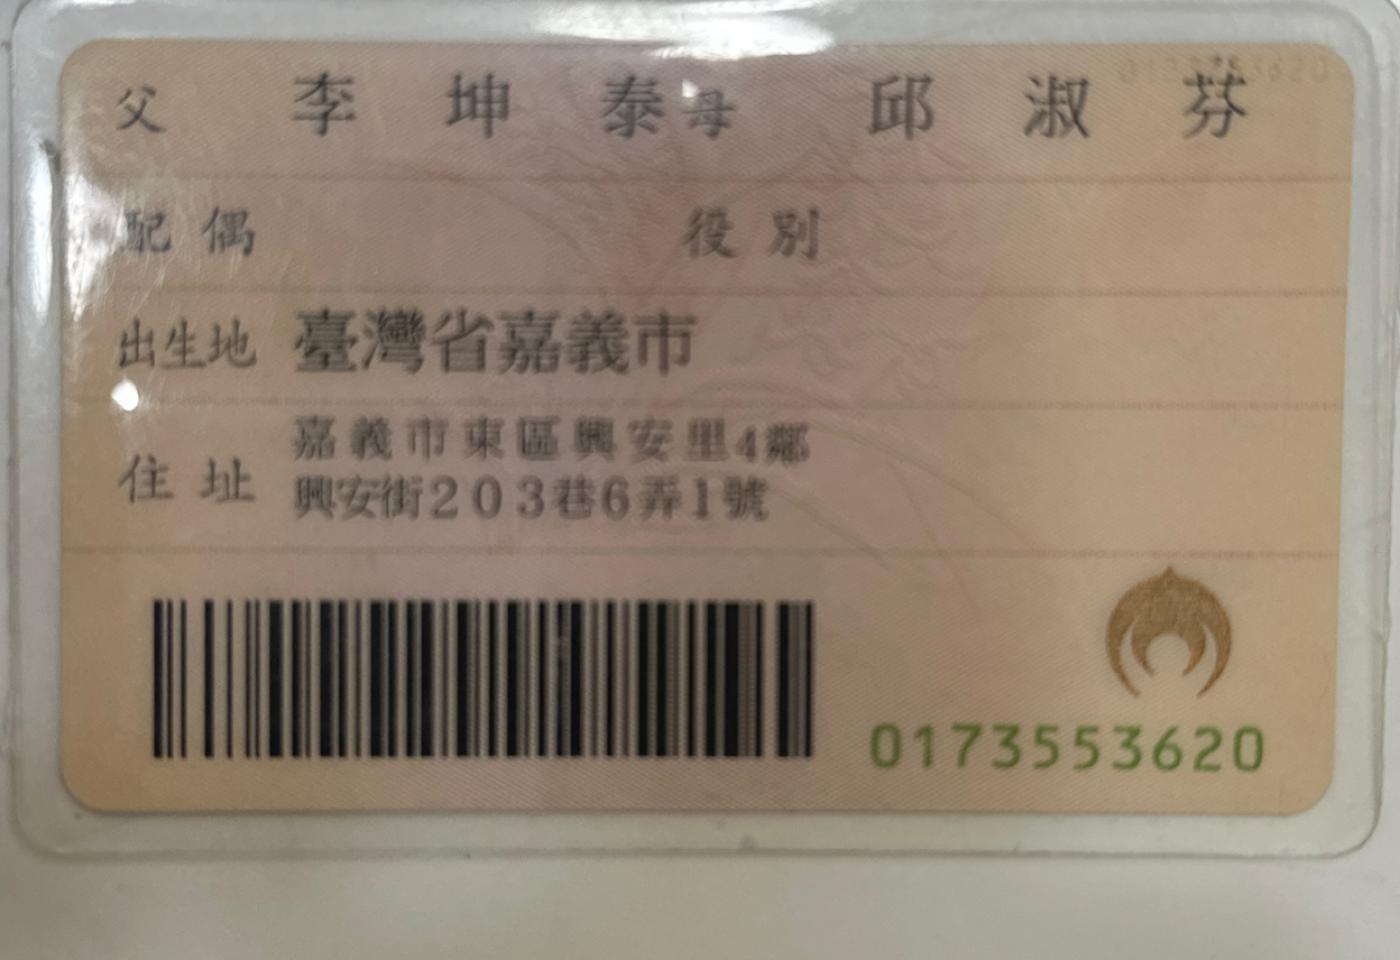 父 李坤泰 母 邱淑芬
配偶 役別
出生地 臺灣省嘉義市
住址 嘉義市東區興安里4鄰
興安街203巷6弄1號
0173553620